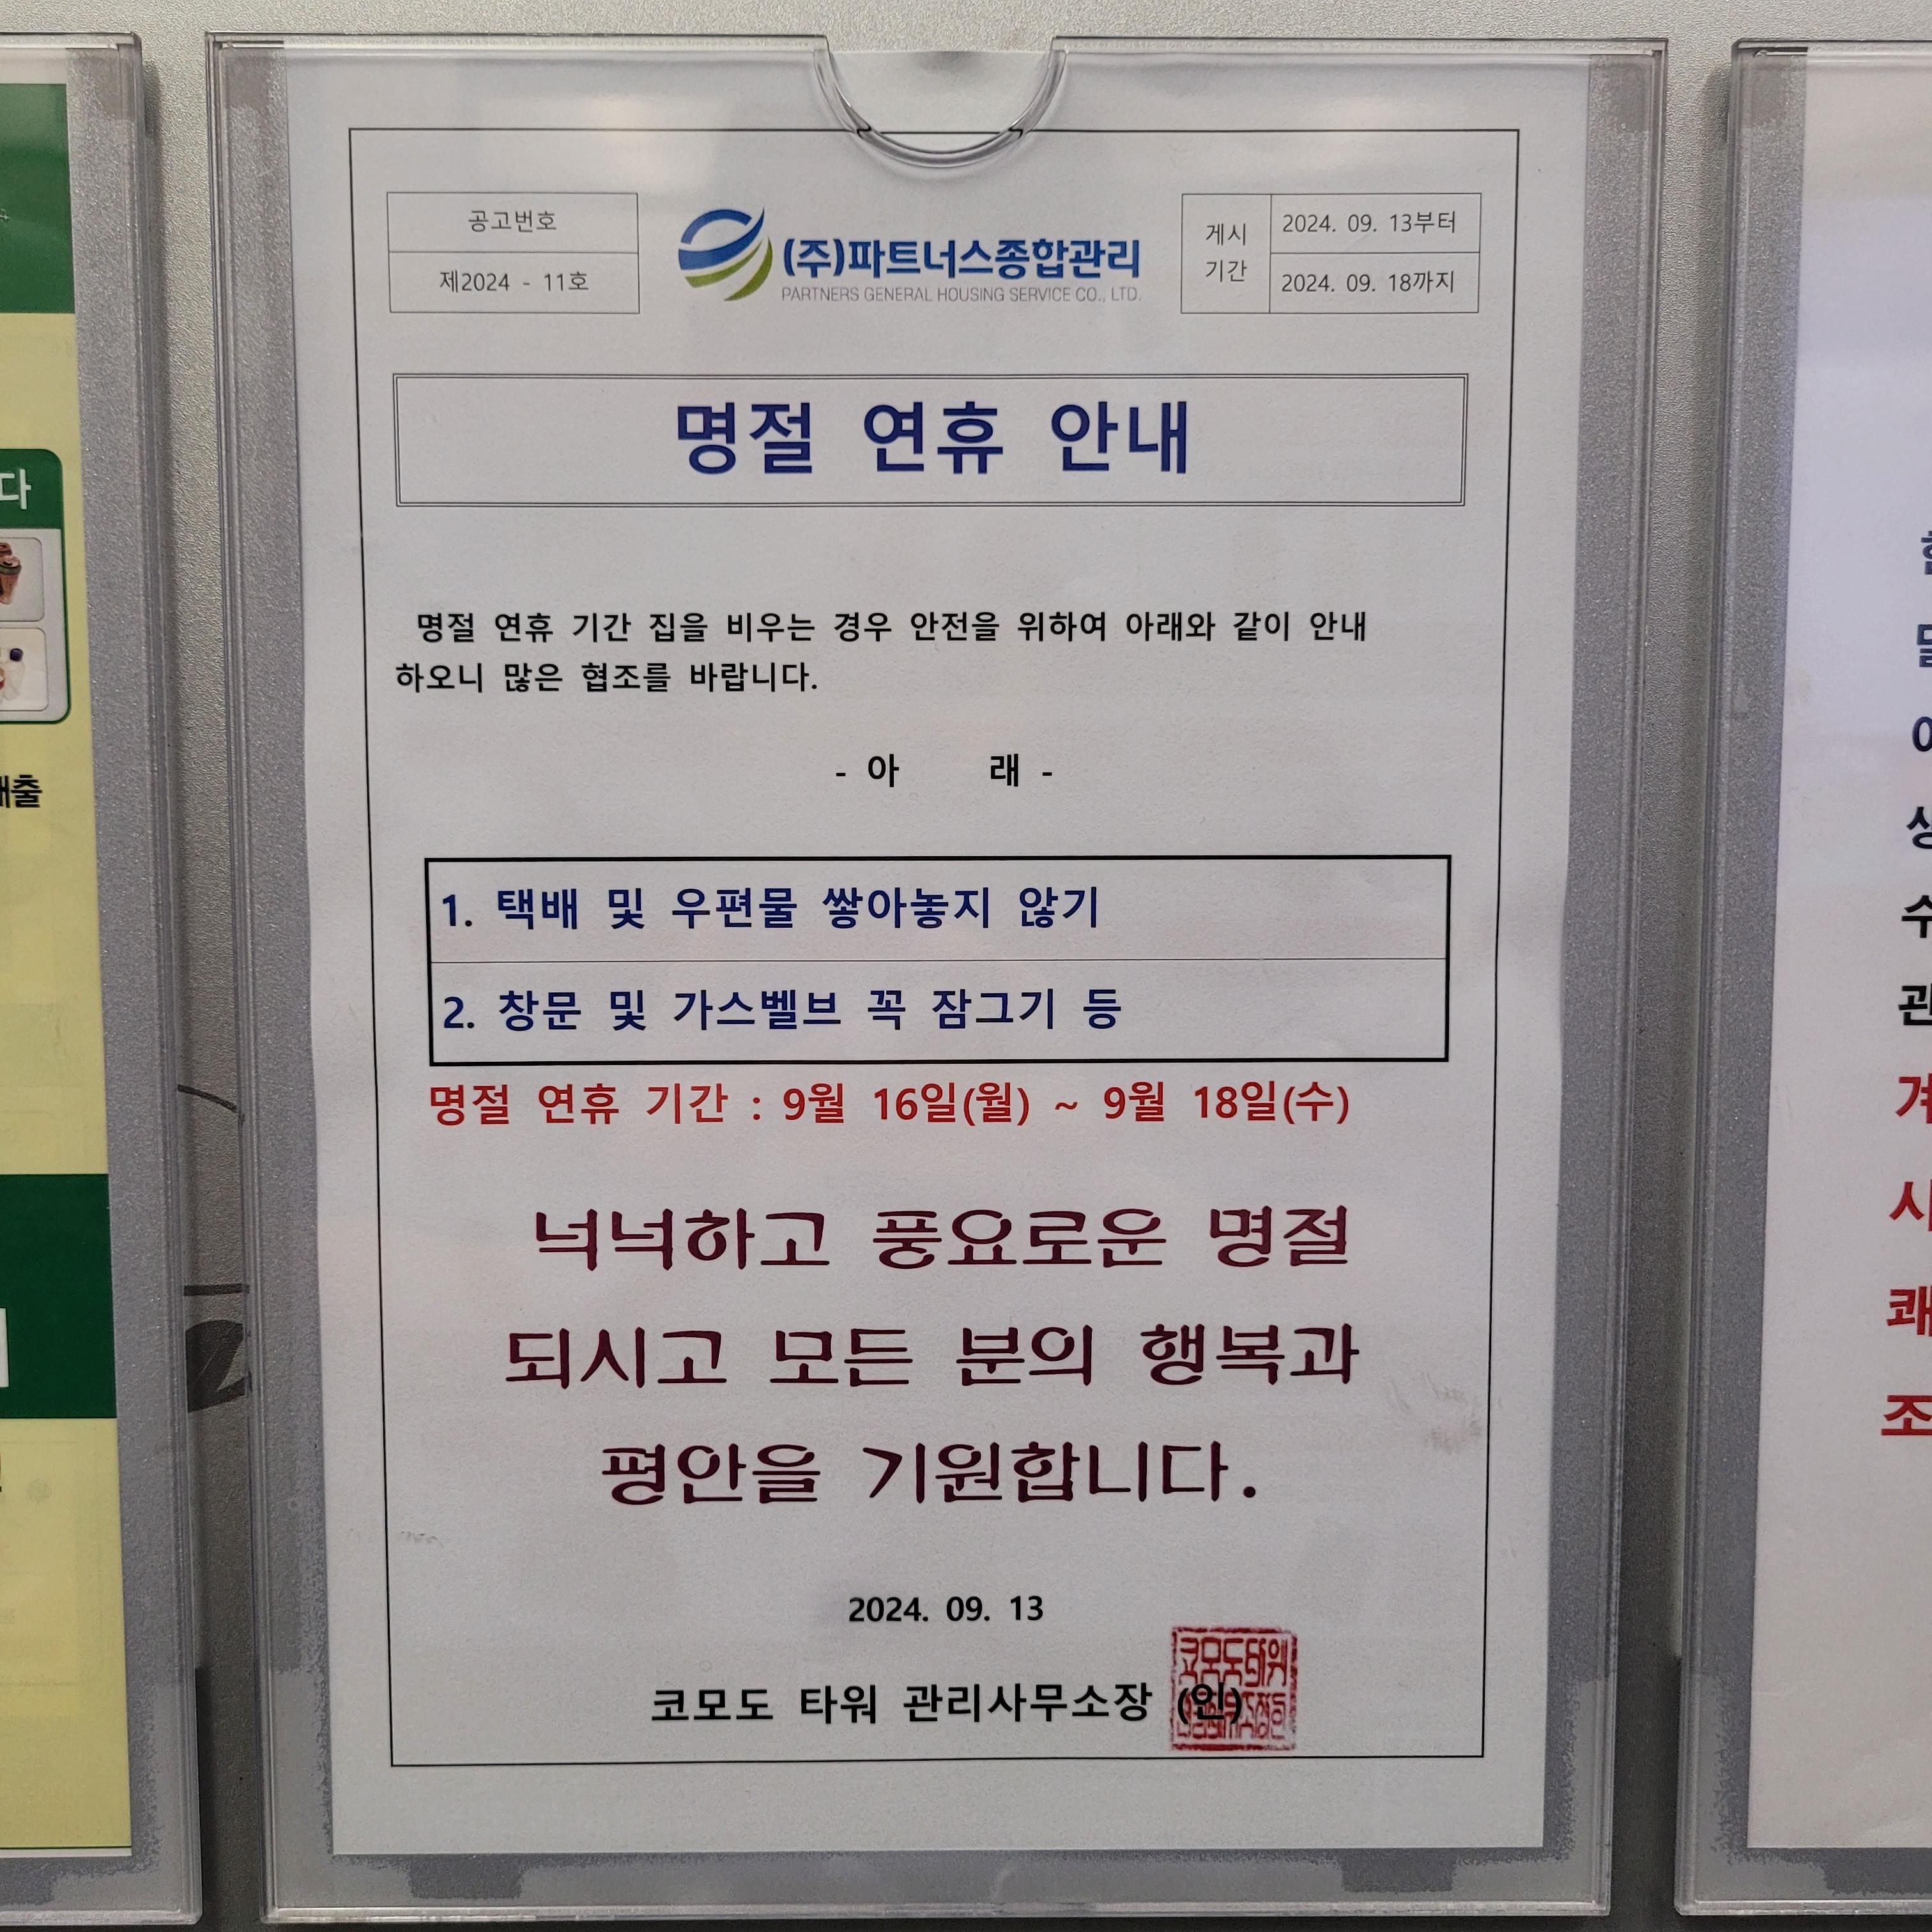 공고번호
제2024 - 11호
(주)파트너스종합관리
PARTNERS GENERAL HOUSING SERVICE CO., LTD.
게시
기간
2024. 09. 13부터
2024. 09. 18까지
명절 연휴 안내
명절 연휴 기간 집을 비우는 경우 안전을 위하여 아래와 같이 안내
하오니 많은 협조를 바랍니다.
- 아 래 -
1. 택배 및 우편물 쌓아놓지 않기
2. 창문 및 가스벨브 꼭 잠그기 등
명절 연휴 기간 : 9월 16일(월) ~ 9월 18일(수)
넉넉하고 풍요로운 명절
되시고 모든 분의 행복과
평안을 기원합니다.
2024. 09. 13
코모도 타워 관리사무소장 (인)
다
수
관
계
사
쾌
조